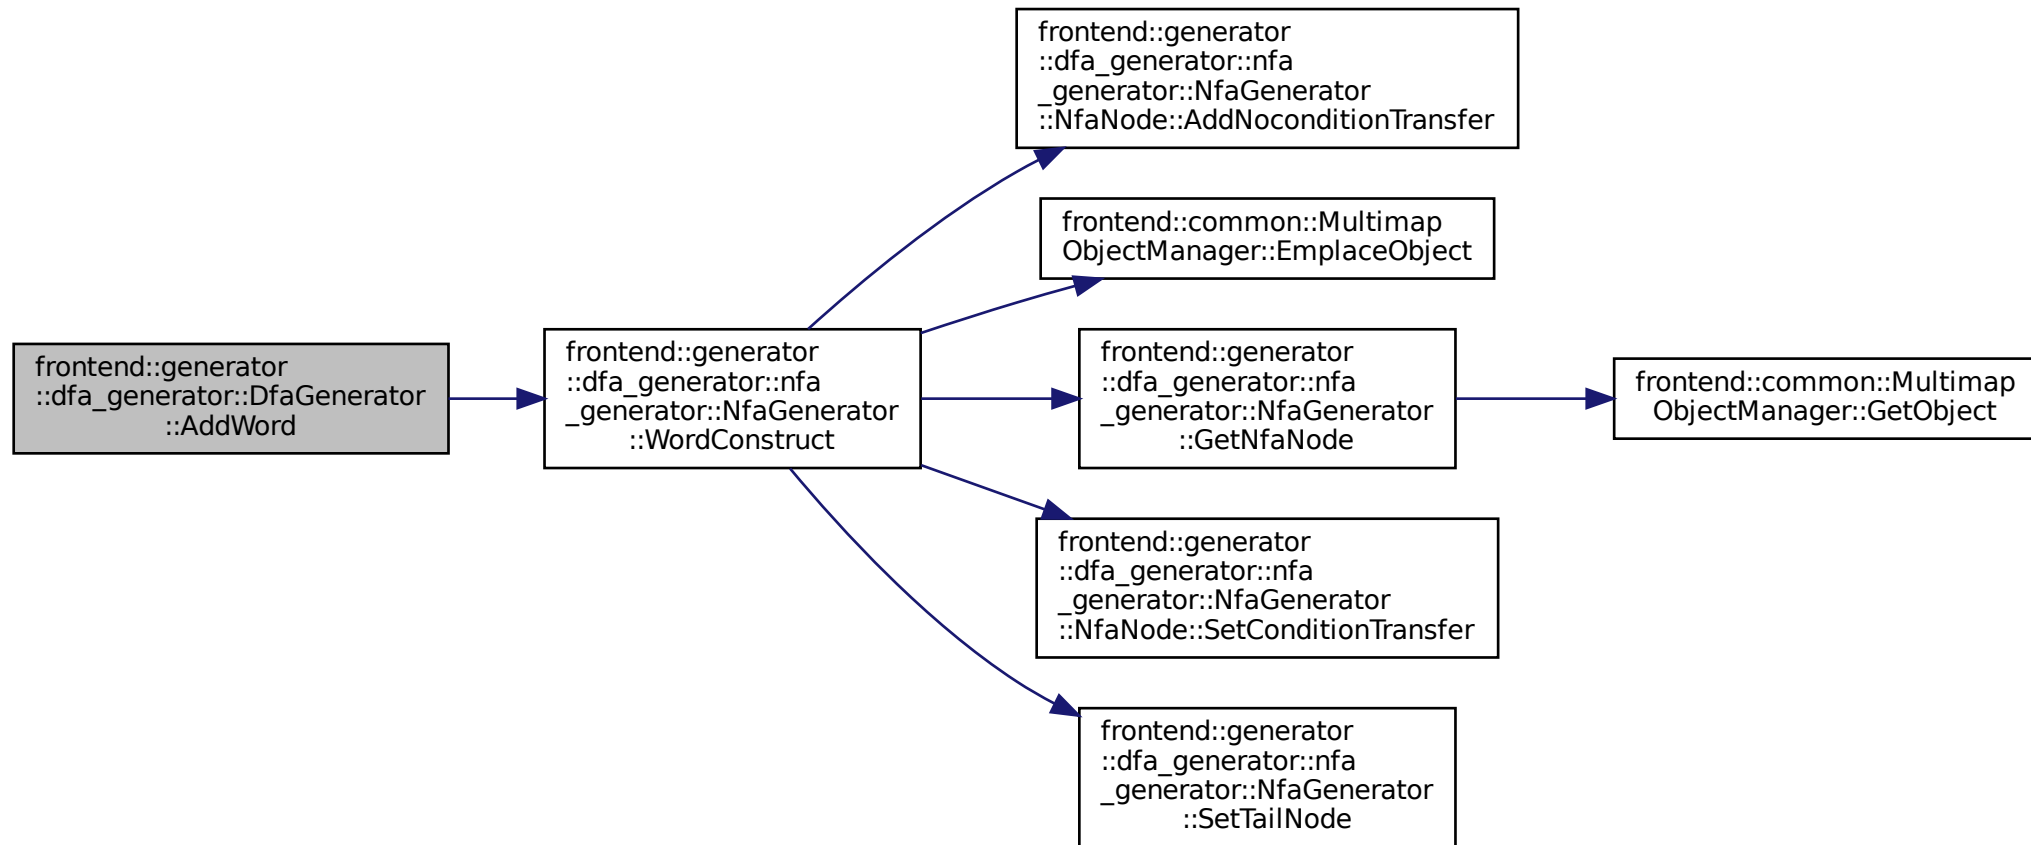 frontend::generator
::dfa_generator::DfaGenerator
::AddWord
frontend::generator
::dfa_generator::nfa
_generator::NfaGenerator
::WordConstruct
frontend::generator
::dfa_generator::nfa
_generator::NfaGenerator
::NfaNode::AddNoconditionTransfer
frontend::common::Multimap
ObjectManager::EmplaceObject
frontend::generator
::dfa_generator::nfa
_generator::NfaGenerator
::GetNfaNode
frontend::common::Multimap
ObjectManager::GetObject
frontend::generator
::dfa_generator::nfa
_generator::NfaGenerator
::NfaNode::SetConditionTransfer
frontend::generator
::dfa_generator::nfa
_generator::NfaGenerator
::SetTailNode